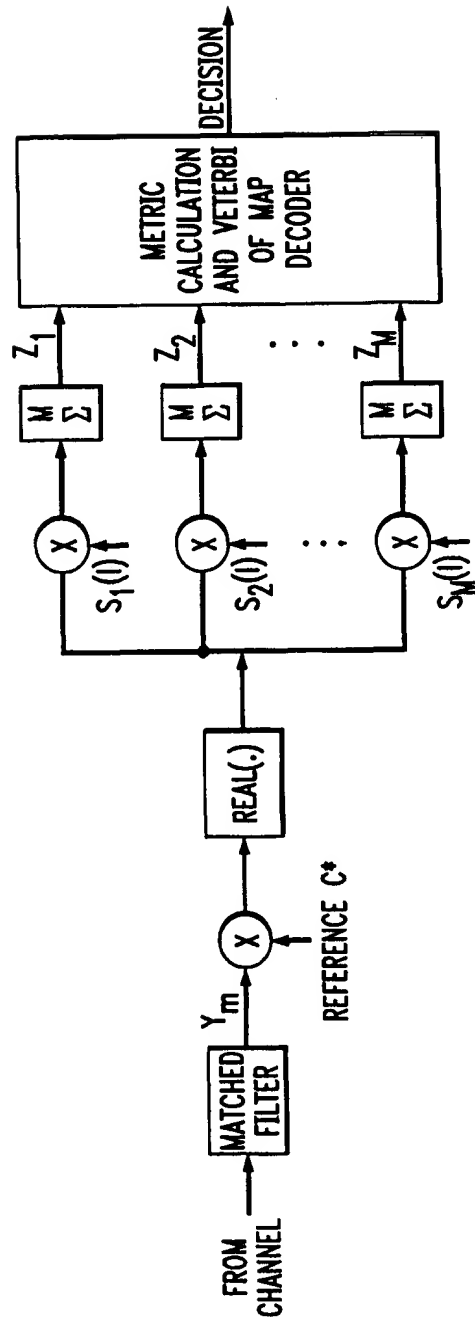 FROM
CHANNEL
MATCHED
FILTER
Ym
X
REFERENCE C*
REAL(.)
X
S1(l)
M
Σ
Z1
X
S2(l)
M
Σ
Z2
...
...
X
SM(l)
M
Σ
ZM
METRIC
CALCULATION
AND VETERBI
OF MAP
DECODER
DECISION